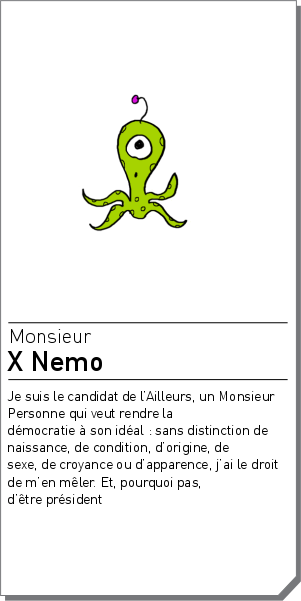 Monsieur
X Nemo
Je suis le candidat de l'Ailleurs, un Monsieur
Personne qui veut rendre la
démocratie à son idéal : sans distinction de
naissance, de condition, d'origine, de
sexe, de croyance ou d'apparence, j'ai le droit
de m'en mêler. Et, pourquoi pas,
d'être président